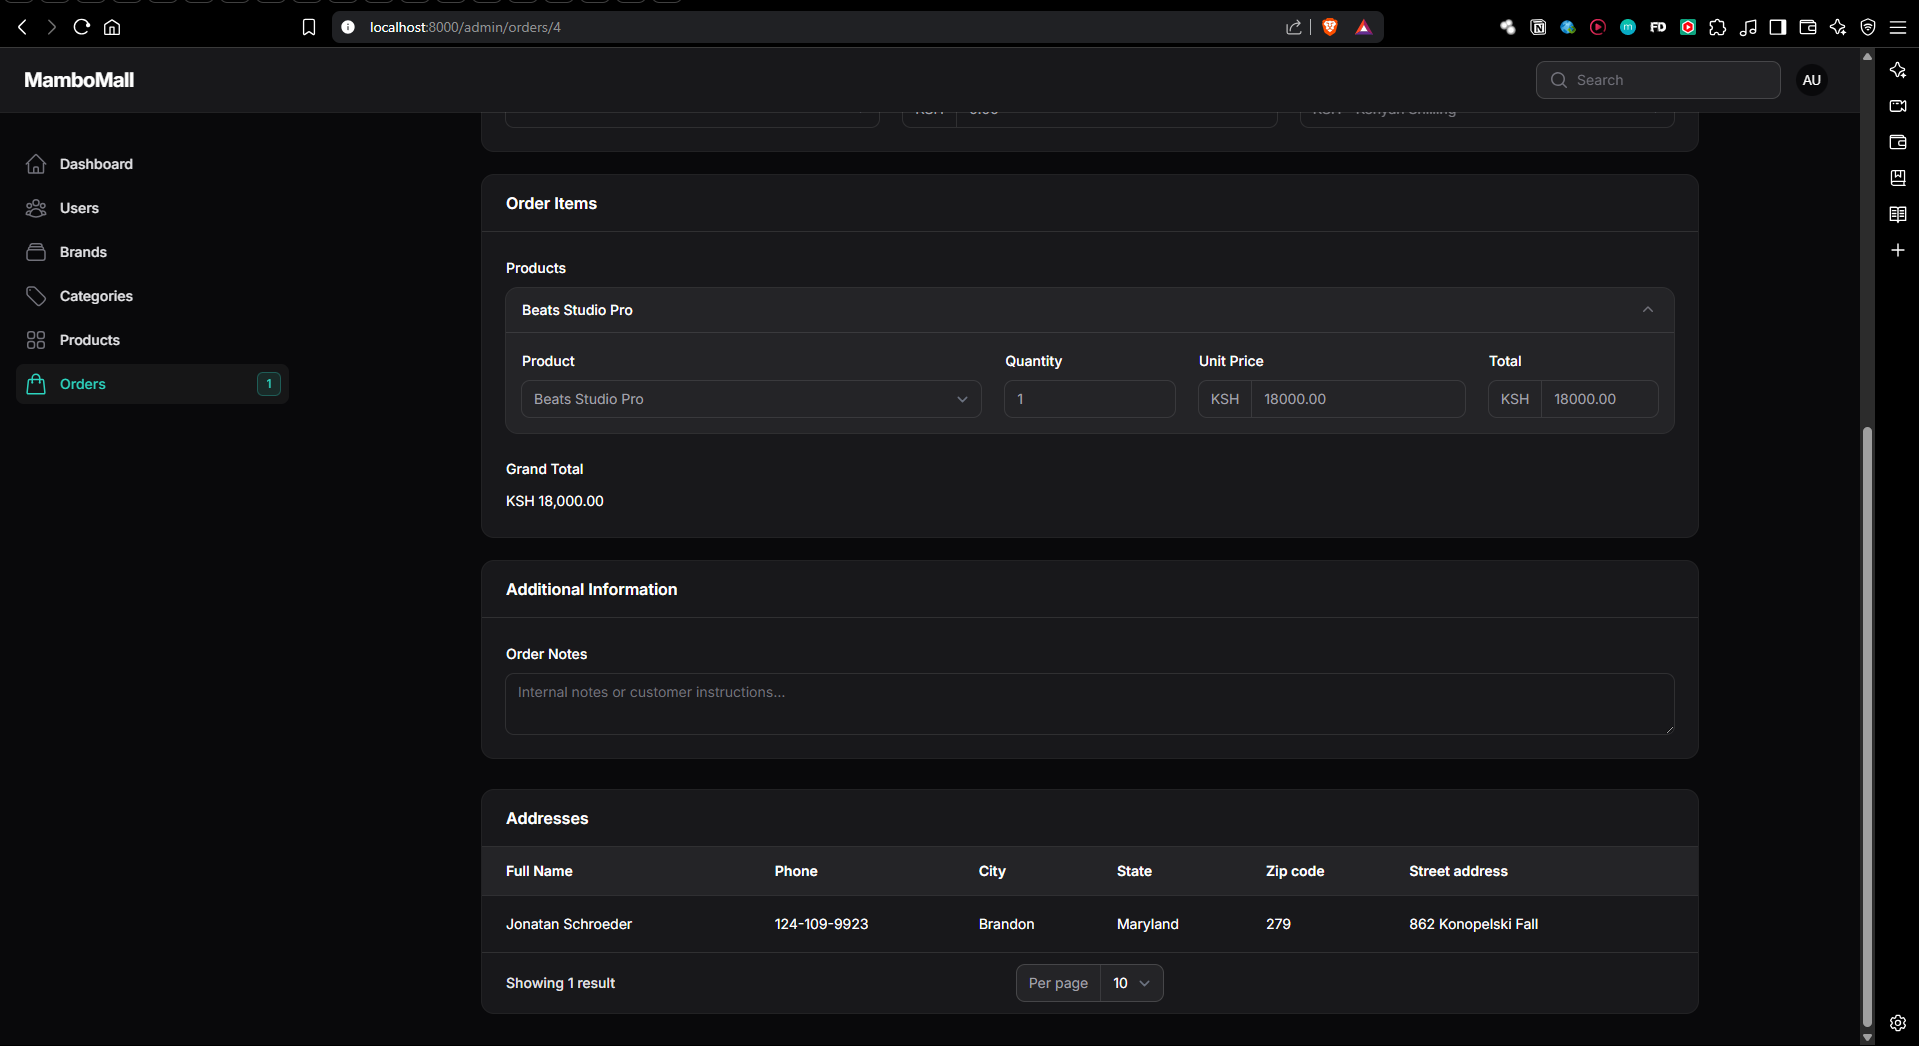 localhost:8000/admin/orders/4
FD
MamboMall
Search
AU
Dashboard
Users
Brands
Categories
Products
Orders
1
Order Items
Products
Beats Studio Pro
Product
Quantity
Unit Price
Total
Beats Studio Pro
1
KSH
18000.00
KSH
18000.00
Grand Total
KSH 18,000.00
Additional Information
Order Notes
Internal notes or customer instructions...
Addresses
Full Name
Phone
City
State
Zip code
Street address
Jonatan Schroeder
124-109-9923
Brandon
Maryland
279
862 Konopelski Fall
Showing 1 result
Per page
10